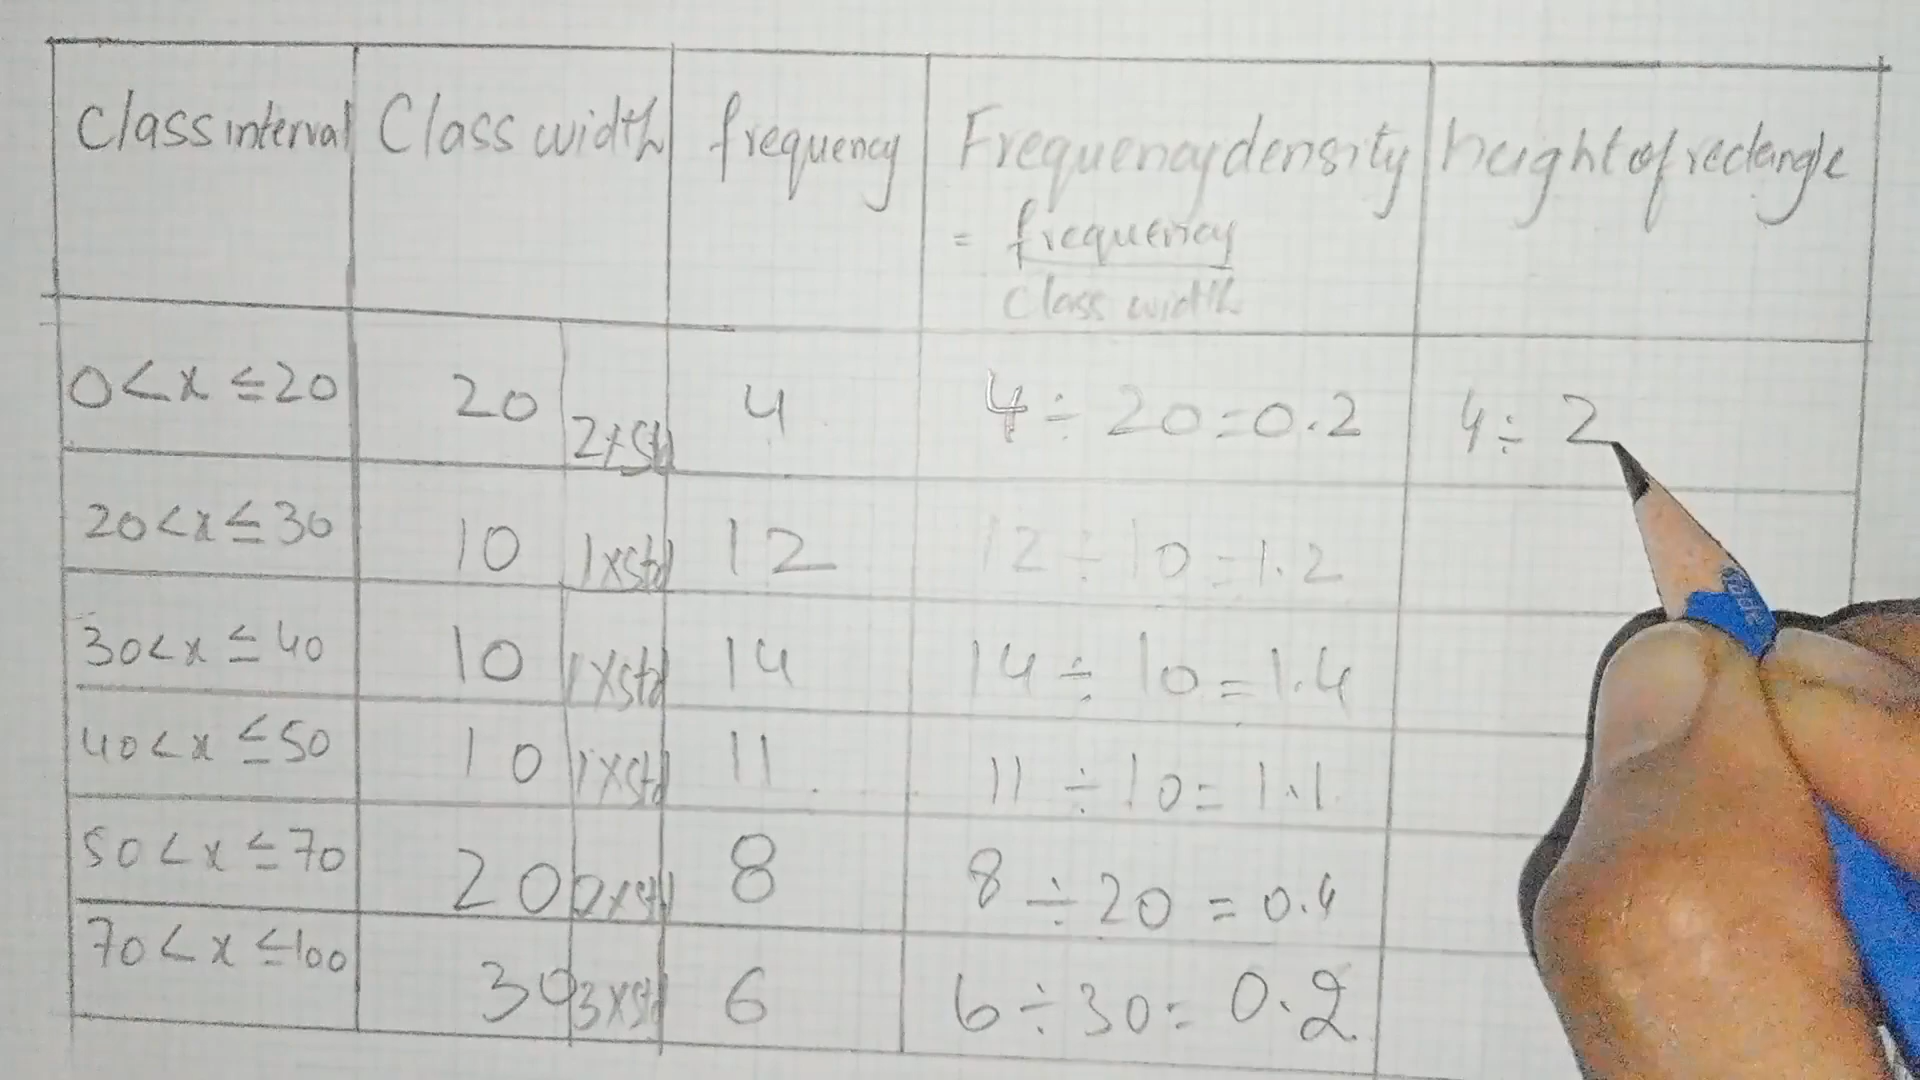 Class interval Class width frequency Frequency density height of rectangle
= frequency
Class width
0 < x ≤ 20 20 2×std 4 4 ÷ 20 = 0.2 4 ÷ 2
20 < x ≤ 30 10 1×std 12 12 ÷ 10 = 1.2
30 < x ≤ 40 10 1×std 14 14 ÷ 10 = 1.4
40 < x ≤ 50 10 1×std 11 11 ÷ 10 = 1.1
50 < x ≤ 70 20 2×std 8 8 ÷ 20 = 0.4
70 < x ≤ 100 30 3×std 6 6 ÷ 30 = 0.2